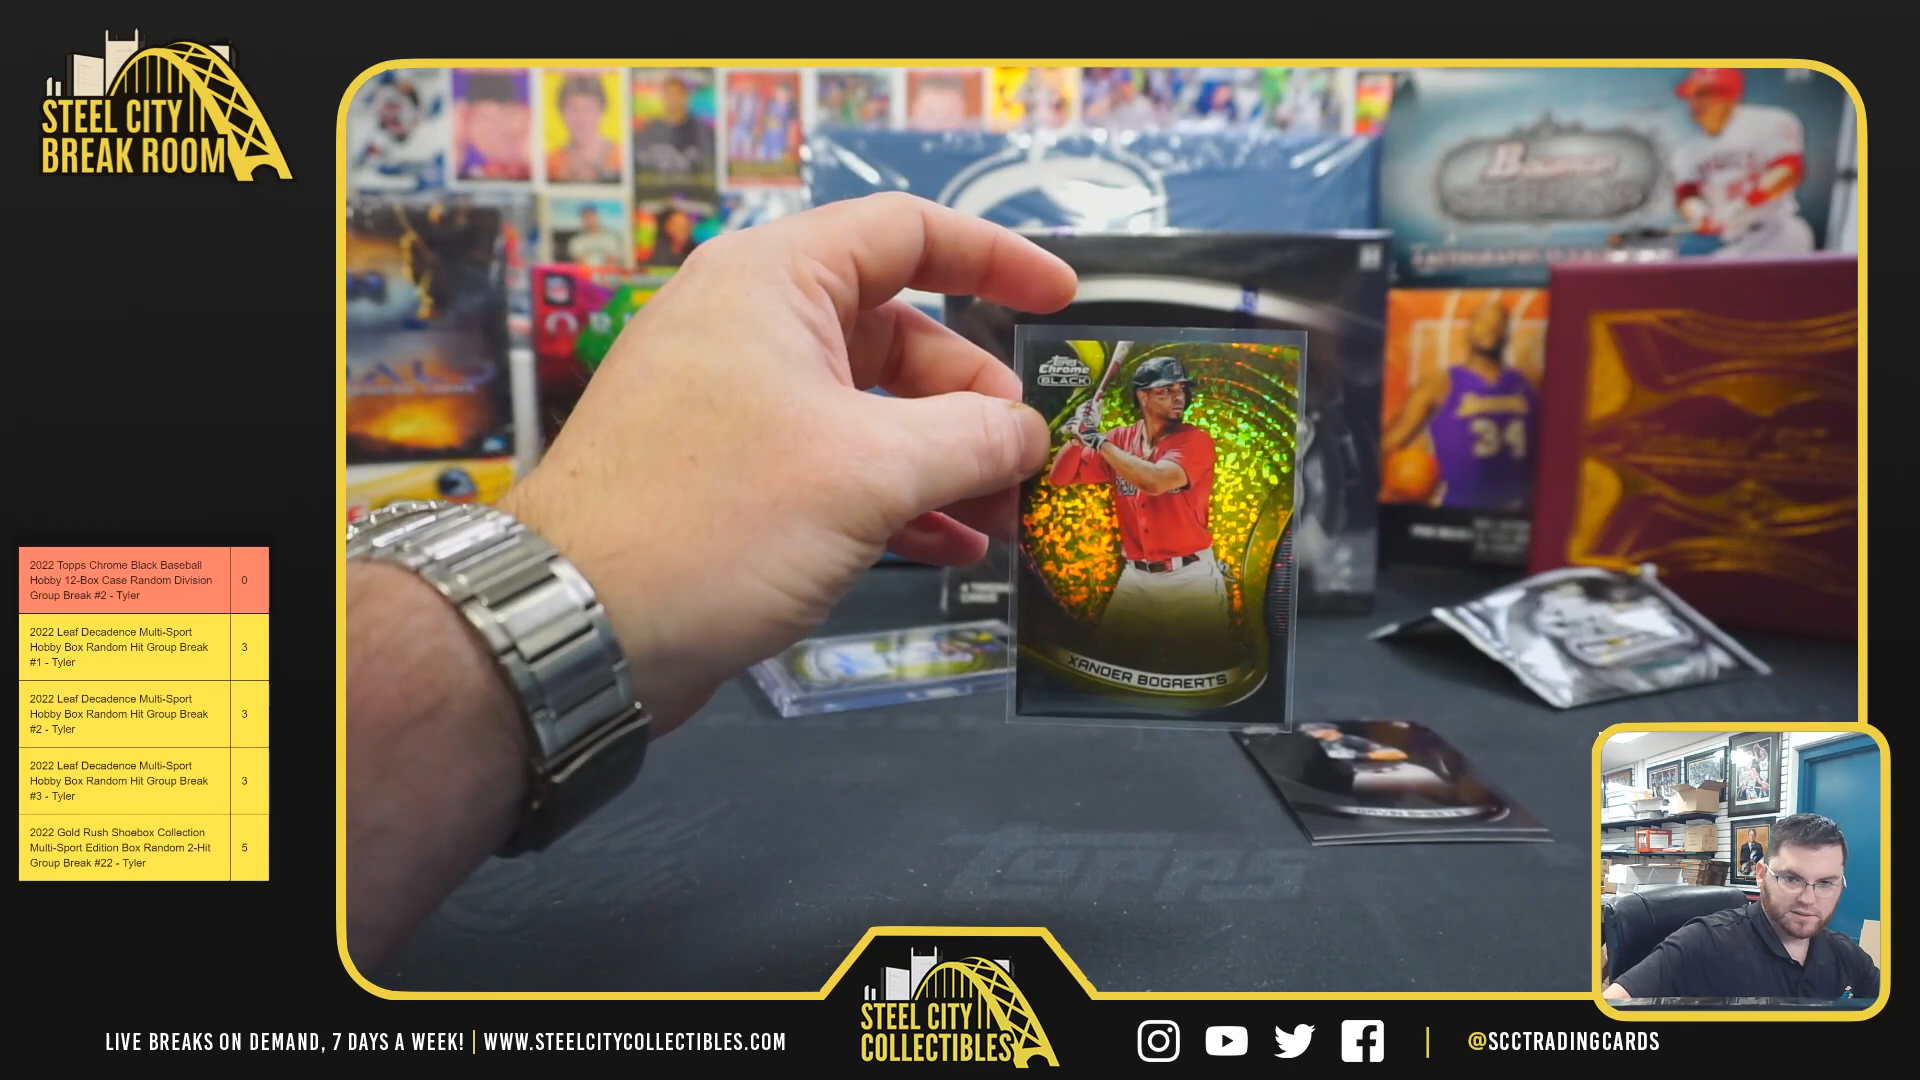 STEEL CITY
BREAK ROOM
2022 Topps Chrome Black Baseball
Hobby 12-Box Case Random Division
Group Break #2 - Tyler
0
2022 Leaf Decadence Multi-Sport
Hobby Box Random Hit Group Break
#1 - Tyler
3
2022 Leaf Decadence Multi-Sport
Hobby Box Random Hit Group Break
#2 - Tyler
3
2022 Leaf Decadence Multi-Sport
Hobby Box Random Hit Group Break
#3 - Tyler
3
2022 Gold Rush Shoebox Collection
Multi-Sport Edition Box Random 2-Hit
Group Break #22 - Tyler
5
Bowman
34
Topps
Chrome
BLACK
XANDER BOGAERTS
TOPPS
STEEL CITY
COLLECTIBLES
LIVE BREAKS ON DEMAND, 7 DAYS A WEEK! | WWW.STEELCITYCOLLECTIBLES.COM
@SCCTRADINGCARDS